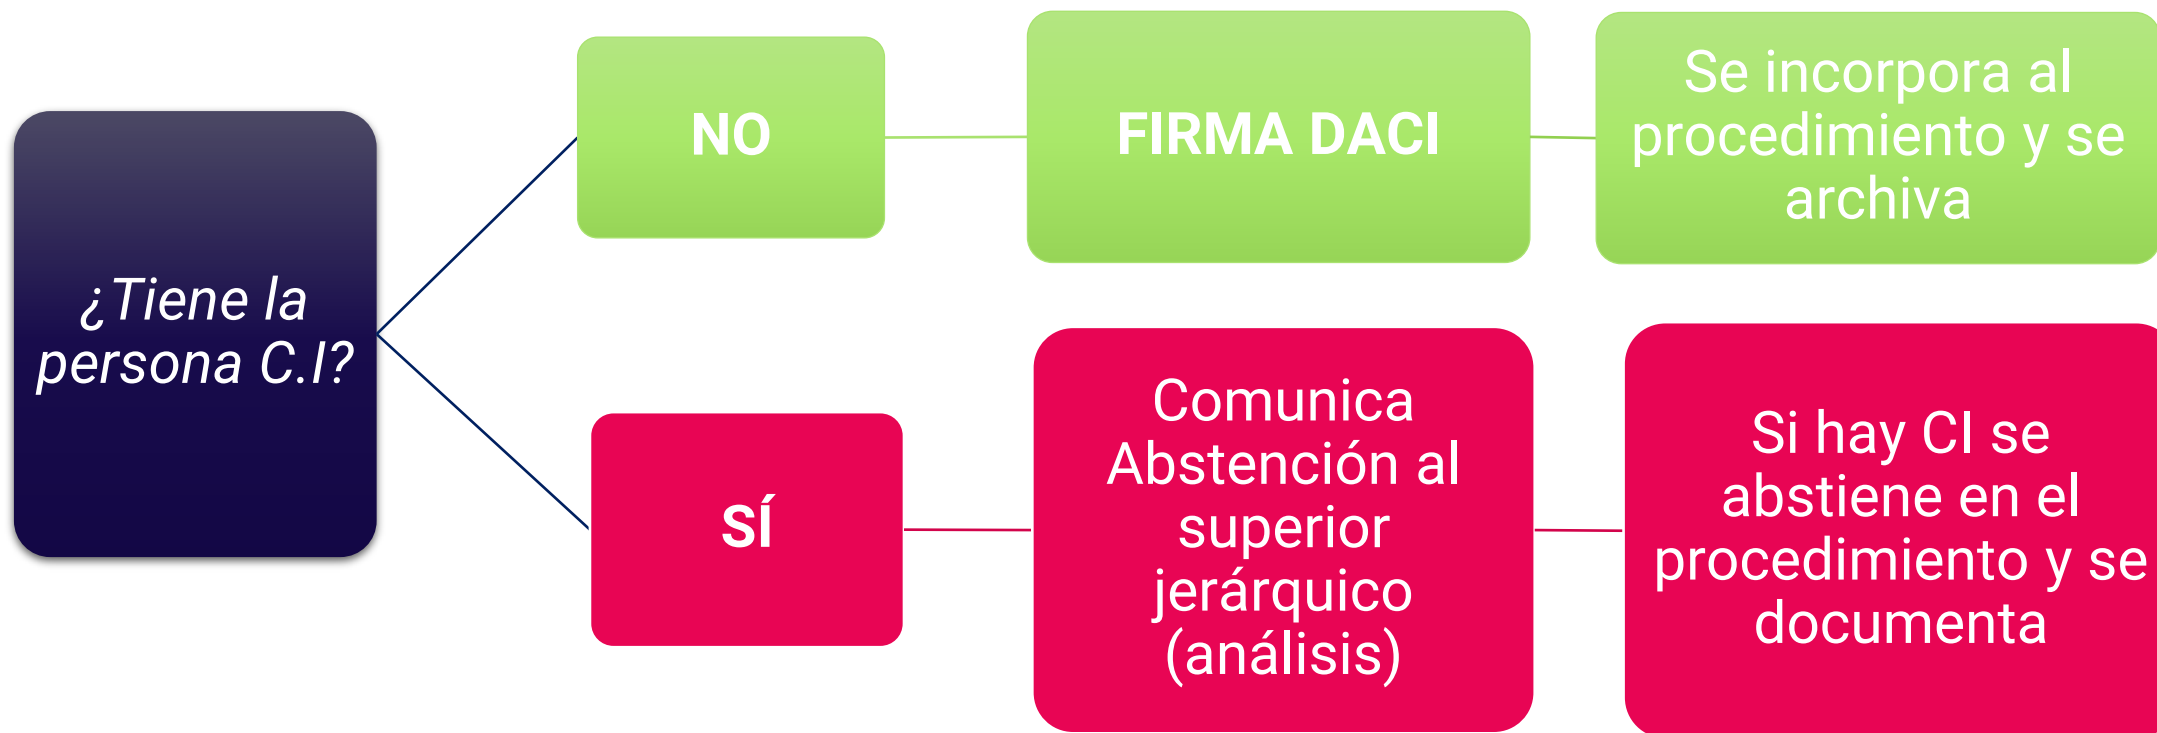 ¿Tiene la
persona C.I?
NO
FIRMA DACI
Se incorpora al
procedimiento y se
archiva
SÍ
Comunica
Abstención al
superior
jerárquico
(análisis)
Si hay CI se
abstiene en el
procedimiento y se
documenta